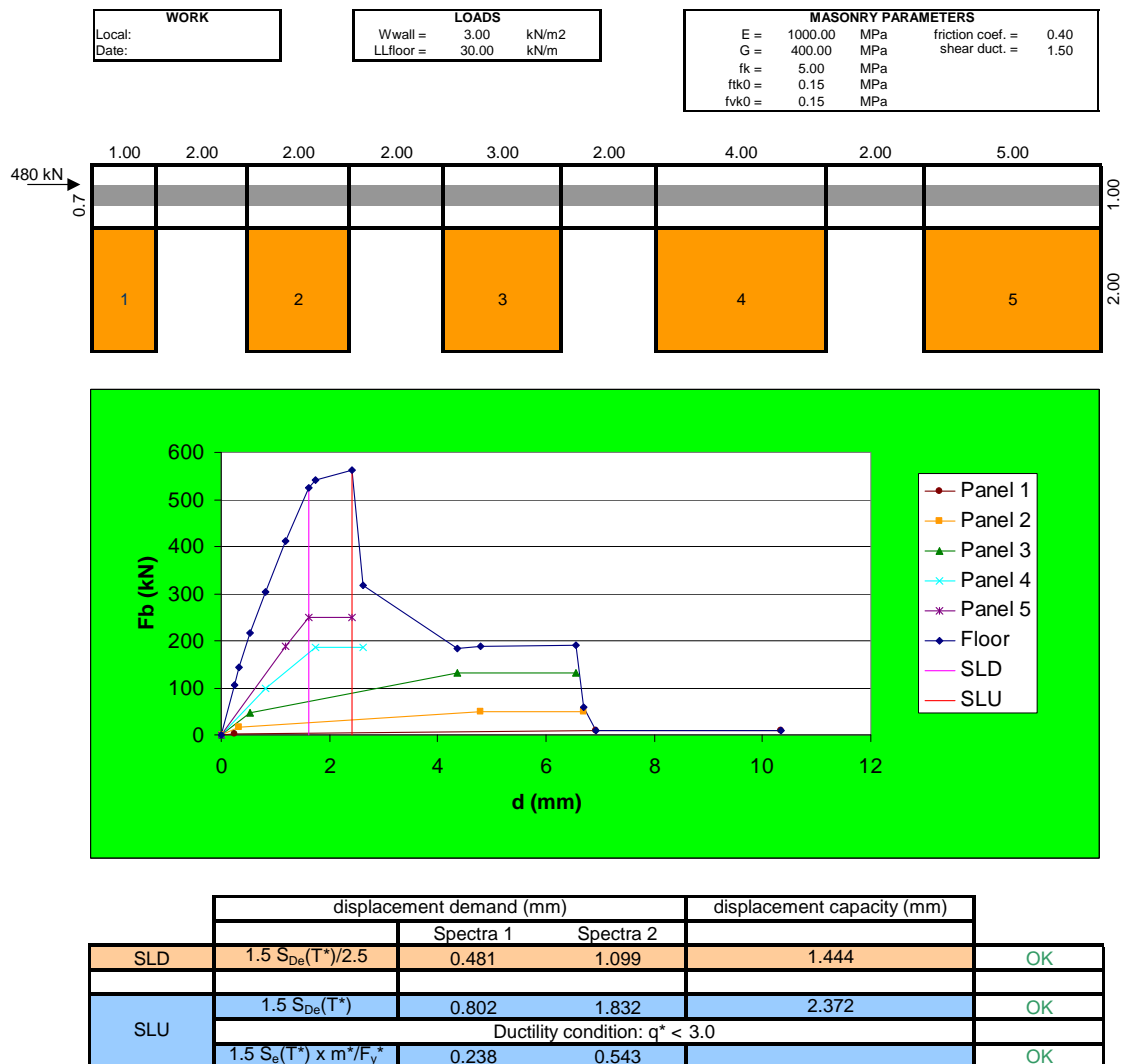 WORK LOADS MASONRY PARAMETERS
Local: Wwall = 3.00 kN/m2 E = 1000.00 MPa friction coef. = 0.40
Date: LLfloor = 30.00 kN/m G = 400.00 MPa shear duct. = 1.50
fk = 5.00 MPa
ftk0 = 0.15 MPa
fvk0 = 0.15 MPa
1.00 2.00 2.00 2.00 3.00 2.00 4.00 2.00 5.00
480 kN
0.7
1.00
1 2 3 4 5
2.00
600
500
400
300
200
100
0
Fb (kN)
0 2 4 6 8 10 12
d (mm)
Panel 1
Panel 2
Panel 3
Panel 4
Panel 5
Floor
SLD
SLU
displacement demand (mm) displacement capacity (mm)
Spectra 1 Spectra 2
SLD 1.5 SDe(T*)/2.5 0.481 1.099 1.444 OK
SLU 1.5 SDe(T*) 0.802 1.832 2.372 OK
Ductility condition: q* < 3.0
1.5 Se(T*) x m*/Fy* 0.238 0.543 OK